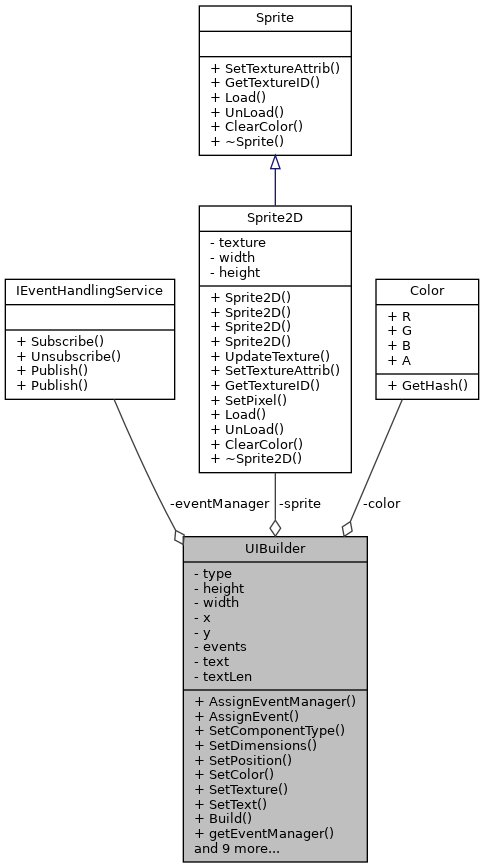 Sprite
+ SetTextureAttrib()
+ GetTextureID()
+ Load()
+ UnLoad()
+ ClearColor()
+ ~Sprite()
Sprite2D
- texture
- width
- height
+ Sprite2D()
+ Sprite2D()
+ Sprite2D()
+ Sprite2D()
+ UpdateTexture()
+ SetTextureAttrib()
+ GetTextureID()
+ SetPixel()
+ Load()
+ UnLoad()
+ ClearColor()
+ ~Sprite2D()
IEventHandlingService
+ Subscribe()
+ Unsubscribe()
+ Publish()
+ Publish()
Color
+ R
+ G
+ B
+ A
+ GetHash()
-eventManager
-sprite
-color
UIBuilder
- type
- height
- width
- x
- y
- events
- text
- textLen
+ AssignEventManager()
+ AssignEvent()
+ SetComponentType()
+ SetDimensions()
+ SetPosition()
+ SetColor()
+ SetTexture()
+ SetText()
+ Build()
+ getEventManager()
and 9 more...